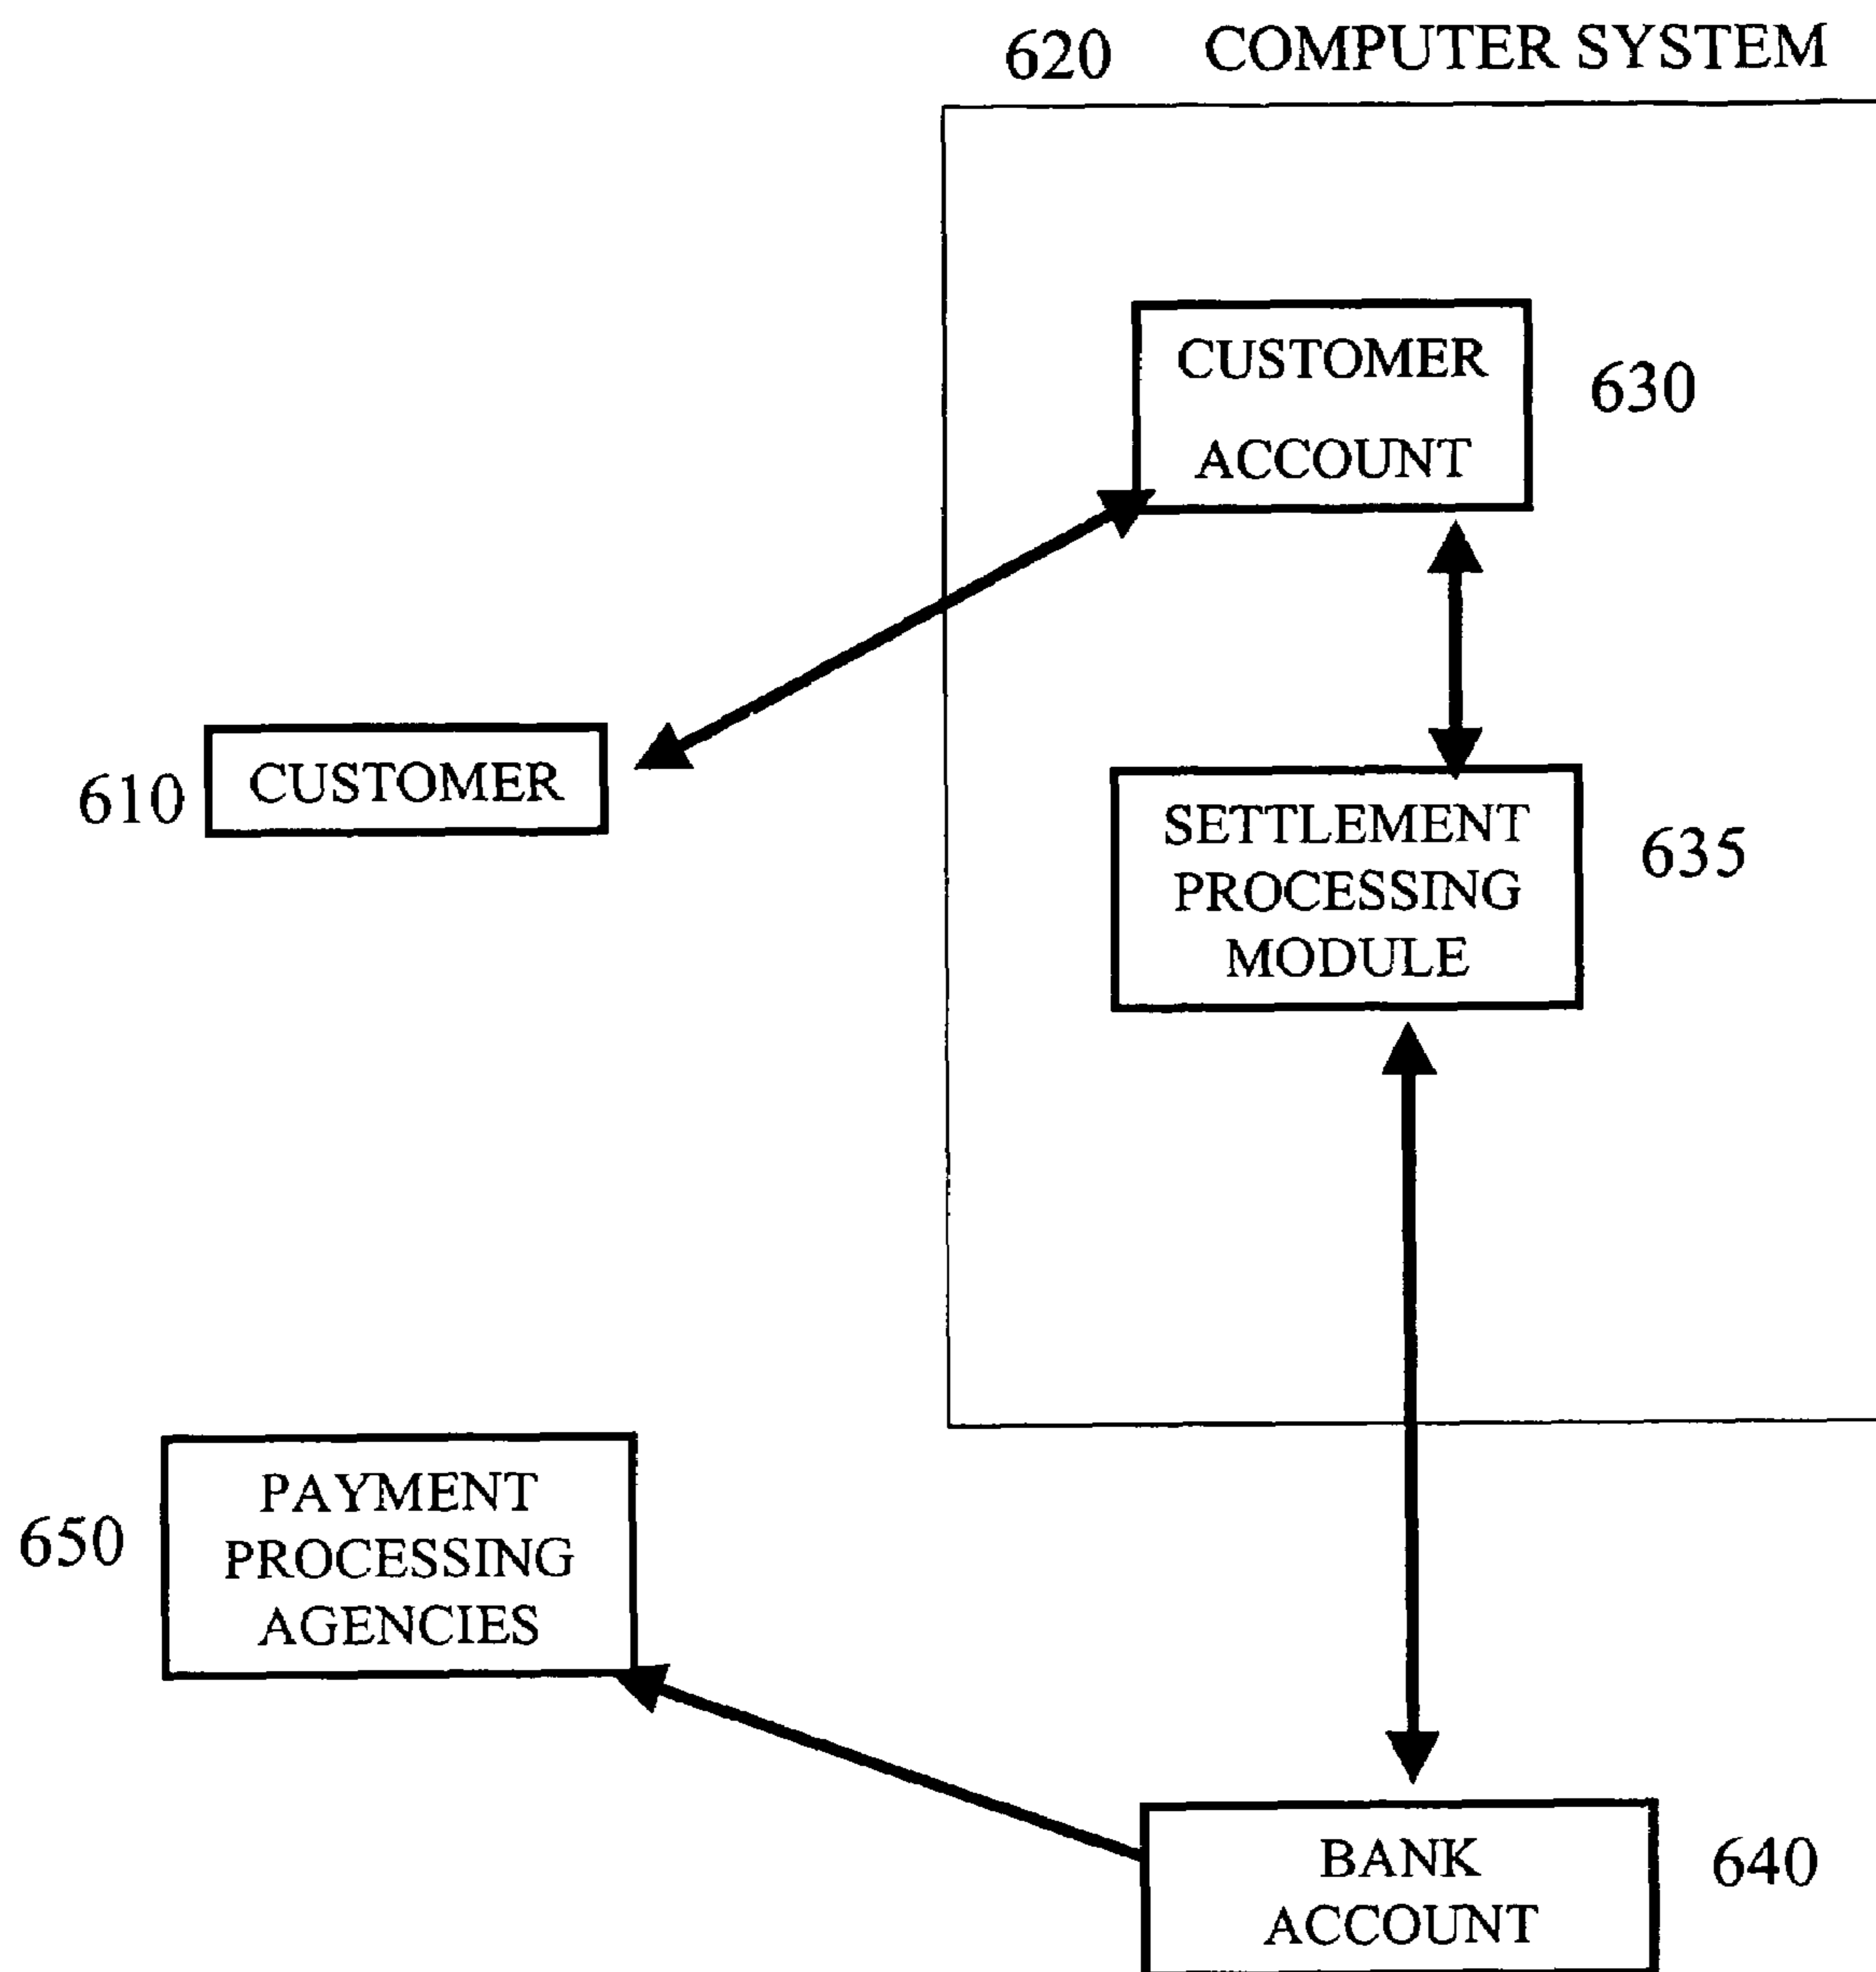 620 COMPUTER SYSTEM
CUSTOMER
ACCOUNT
630
610
CUSTOMER
SETTLEMENT
PROCESSING
MODULE
635
650
PAYMENT
PROCESSING
AGENCIES
BANK
ACCOUNT
640